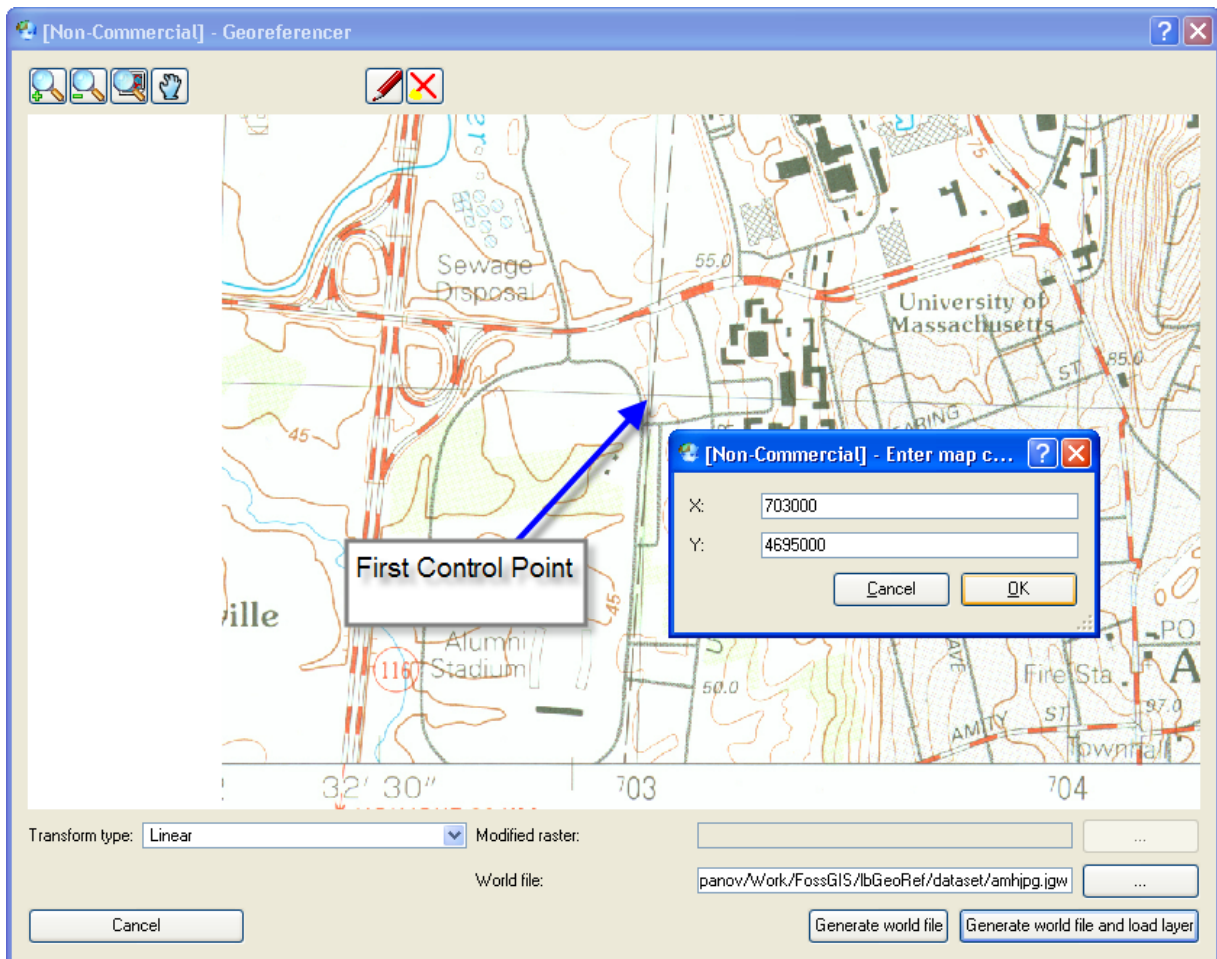 [Non-Commercial] - Georeferencer
Sewage
Disposal
55.0
75
University of
Massachusetts
85.0
ST
45
[Non-Commercial] - Enter map c...
X: 703000
Y: 4695000
Cancel OK
First Control Point
45
ville
Alumni
Stadium
116
50.0
AVE
PO
Fire Sta
A
97.0
AMITY ST
Townhall
32' 30" 703 704
Transform type: Linear
Modified raster: ...
World file: panov/Work/FossGIS/lbGeoRef/dataset/amhjpg.jgw ...
Cancel Generate world file Generate world file and load layer